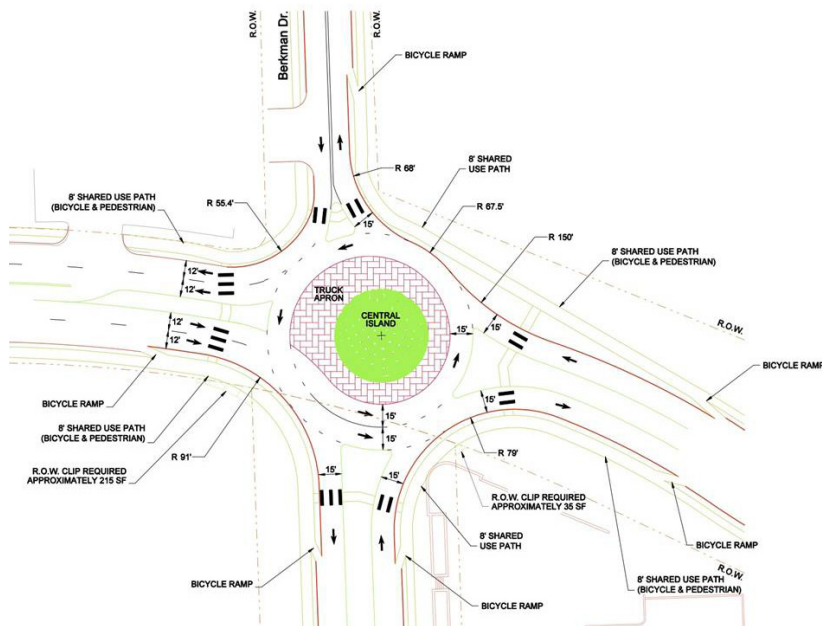 R.O.W.
Berkman Dr.
R.O.W.
BICYCLE RAMP
R 68'
8' SHARED
USE PATH
8' SHARED USE PATH
(BICYCLE & PEDESTRIAN)
R 55.4'
R 67.5'
15'
R 150'
8' SHARED USE PATH
(BICYCLE & PEDESTRIAN)
12'
12'
TRUCK
APRON
CENTRAL
ISLAND
12'
12'
15'
15'
R.O.W.
BICYCLE RAMP
BICYCLE RAMP
8' SHARED USE PATH
(BICYCLE & PEDESTRIAN)
15'
15'
15'
R 91'
R 79'
R.O.W. CLIP REQUIRED
APPROXIMATELY 215 SF
15'
15'
R.O.W. CLIP REQUIRED
APPROXIMATELY 35 SF
8' SHARED
USE PATH
BICYCLE RAMP
BICYCLE RAMP
R.O.W.
8' SHARED USE PATH
(BICYCLE & PEDESTRIAN)
BICYCLE RAMP